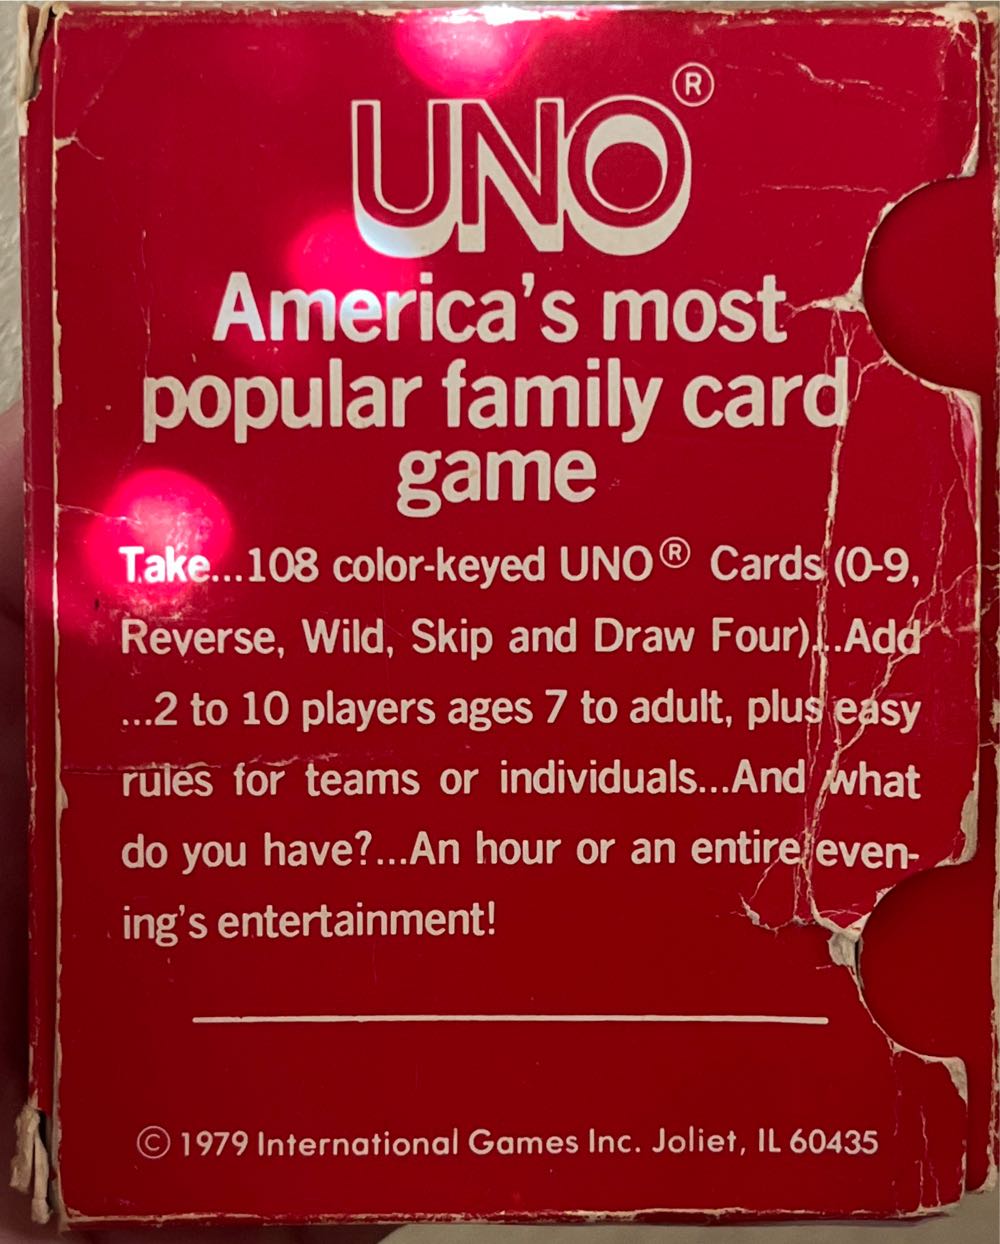 UNO®
America's most
popular family card
game
Take...108 color-keyed UNO® Cards (0-9,
Reverse, Wild, Skip and Draw Four)...Add
...2 to 10 players ages 7 to adult, plus easy
rules for teams or individuals...And what
do you have?...An hour or an entire even-
ing's entertainment!
© 1979 International Games Inc. Joliet, IL 60435